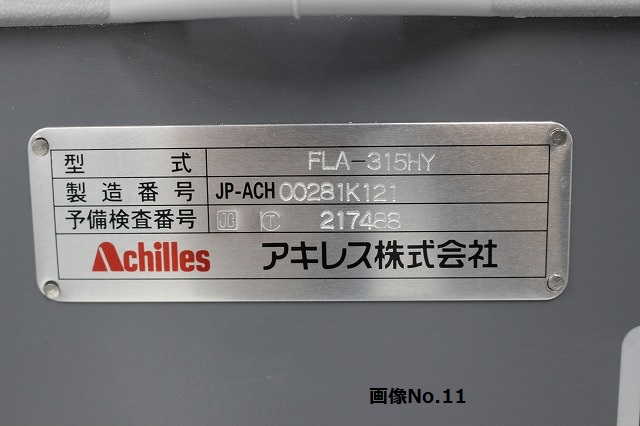 型式 FLA-315HY
製造番号 JP-ACH 00281K121
予備検査番号 JG T 217488
Achilles アキレス株式会社
画像No.11